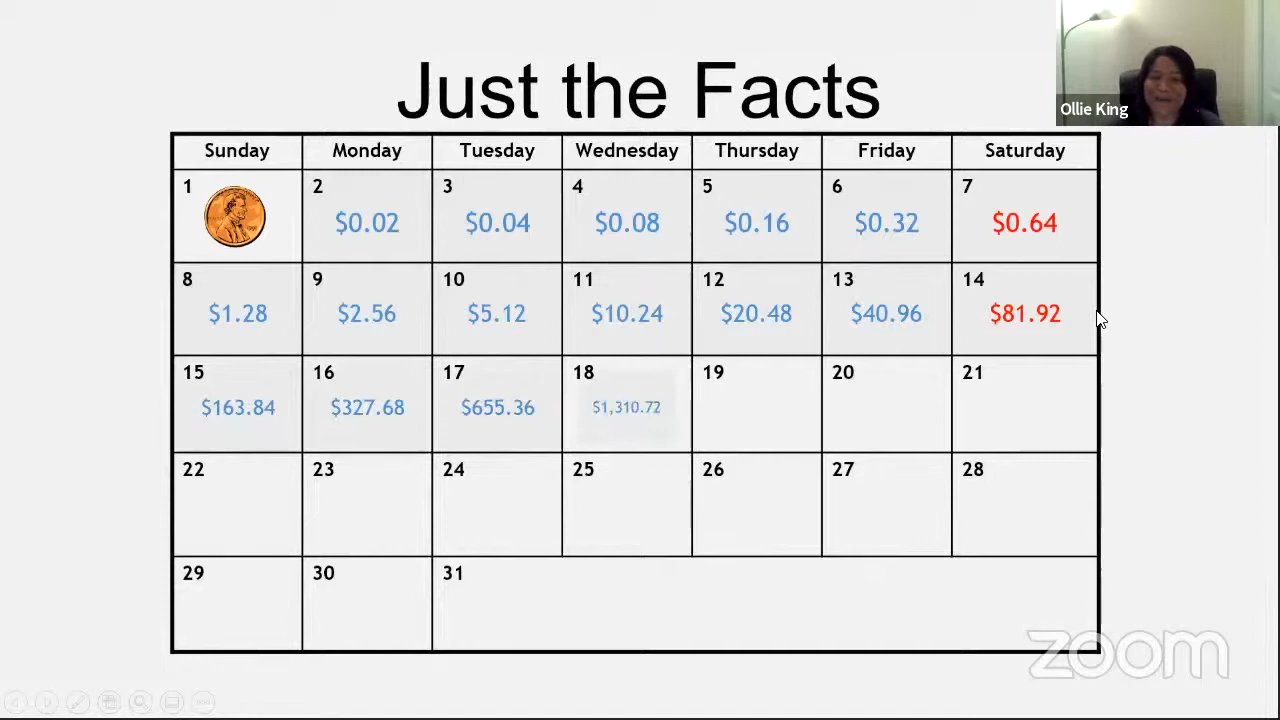 Just the Facts
Ollie King
Sunday Monday Tuesday Wednesday Thursday Friday Saturday
1 2 3 4 5 6 7
$0.02 $0.04 $0.08 $0.16 $0.32 $0.64
8 9 10 11 12 13 14
$1.28 $2.56 $5.12 $10.24 $20.48 $40.96 $81.92
15 16 17 18 19 20 21
$163.84 $327.68 $655.36 $1,310.72
22 23 24 25 26 27 28
29 30 31
zoom